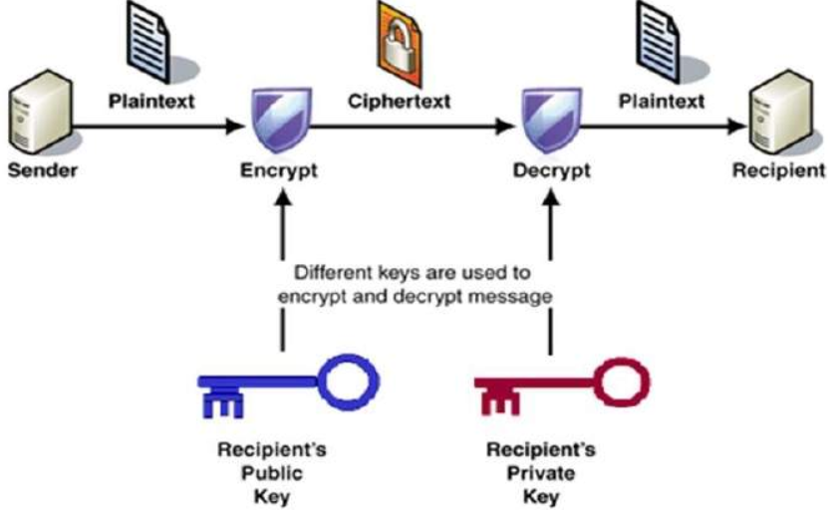 Plaintext
Ciphertext
Plaintext
Sender
Encrypt
Decrypt
Recipient
Different keys are used to
encrypt and decrypt message
Recipient's
Public
Key
Recipient's
Private
Key